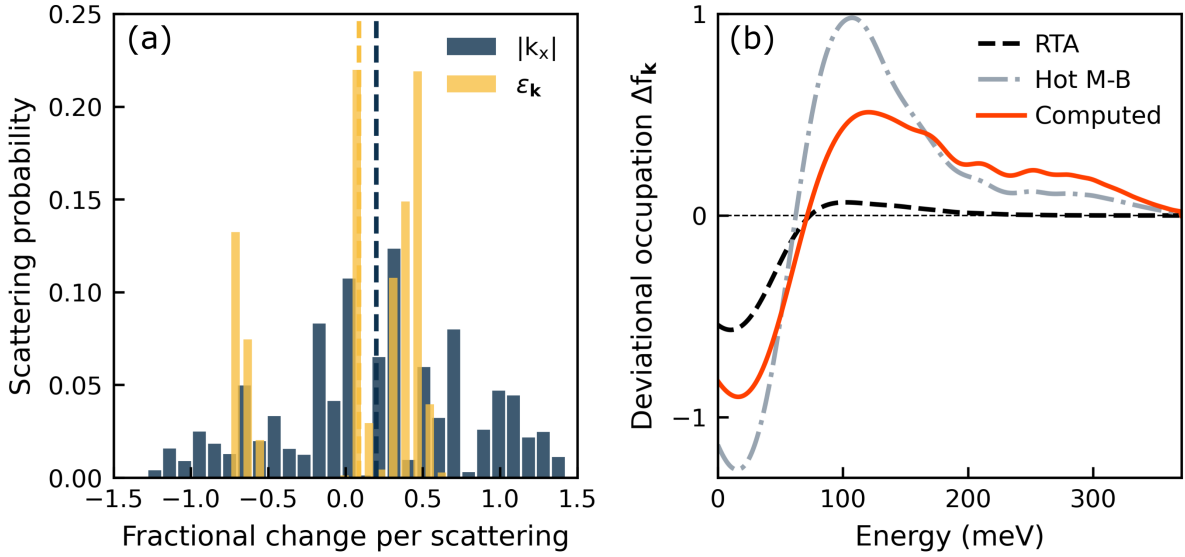 (a)
|kₓ|
ε𝐤
0.25
0.20
0.15
0.10
0.05
0.00
Scattering probability
−1.5 −1.0 −0.5 0.0 0.5 1.0 1.5
Fractional change per scattering
(b)
RTA
Hot M-B
Computed
1
0
−1
Deviational occupation Δf𝐤
0 100 200 300
Energy (meV)